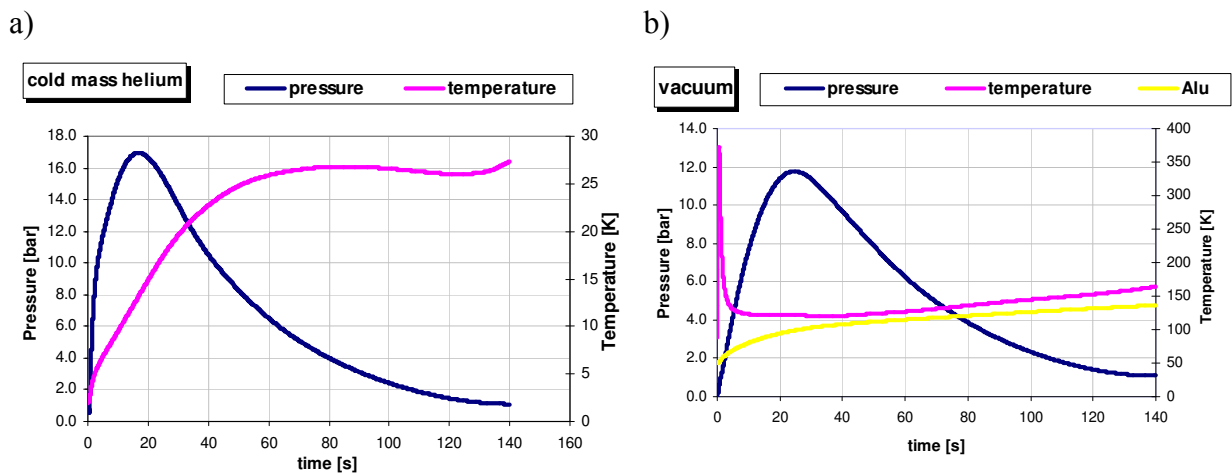 a)
cold mass helium
pressure temperature
18.0
16.0
14.0
12.0
10.0
8.0
6.0
4.0
2.0
0.0
Pressure [bar]
30
25
20
15
10
5
0
Temperature [K]
0 20 40 60 80 100 120 140 160
time [s]
b)
vacuum
pressure temperature Alu
14.0
12.0
10.0
8.0
6.0
4.0
2.0
0.0
Pressure [bar]
400
350
300
250
200
150
100
50
0
Temperature [K]
0 20 40 60 80 100 120 140
time [s]